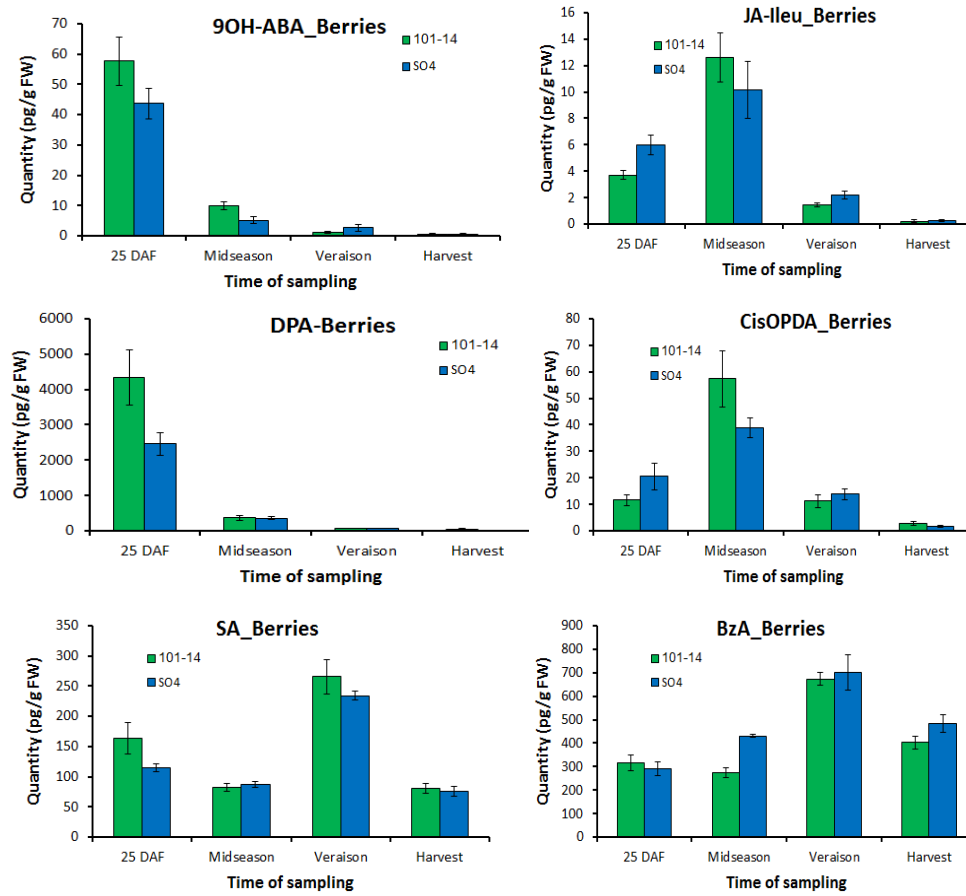 9OH-ABA_Berries
101-14
SO4
Quantity (pg/g FW)
70
60
50
40
30
20
10
0
25 DAF Midseason Veraison Harvest
Time of sampling
JA-Ileu_Berries
101-14
SO4
Quantity (pg/g FW)
16
14
12
10
8
6
4
2
0
25 DAF Midseason Veraison Harvest
Time of sampling
DPA-Berries
101-14
SO4
Quantity (pg/g FW)
6000
5000
4000
3000
2000
1000
0
25 DAF Midseason Veraison Harvest
Time of sampling
CisOPDA_Berries
101-14
SO4
Quantity (pg/g FW)
80
70
60
50
40
30
20
10
0
25 DAF Midseason Veraison Harvest
Time of sampling
SA_Berries
101-14
SO4
Quantity (pg/g FW)
350
300
250
200
150
100
50
0
25 DAF Midseason Veraison Harvest
Time of sampling
BzA_Berries
101-14
SO4
Quantity (pg/g FW)
900
800
700
600
500
400
300
200
100
0
25 DAF Midseason Veraison Harvest
Time of sampling